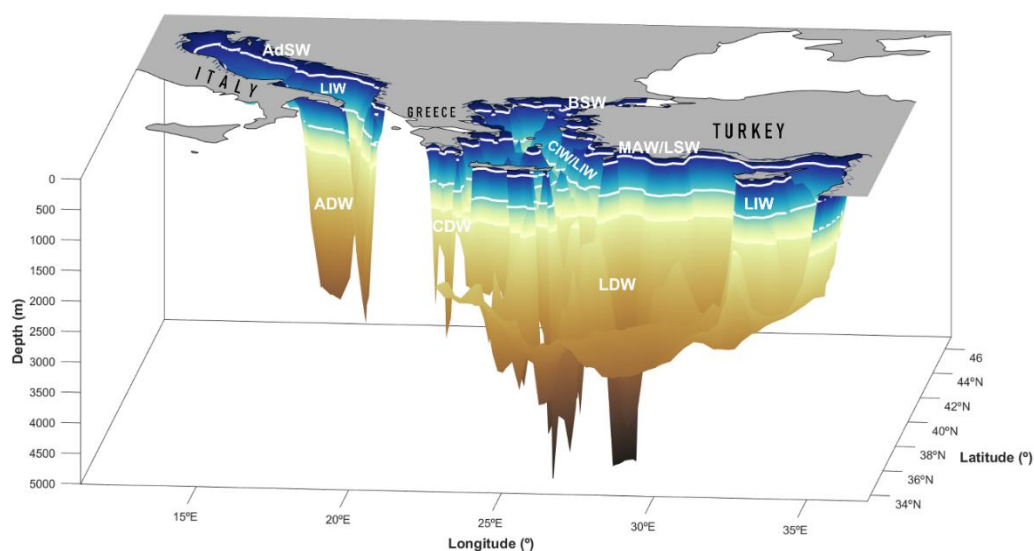 AdSW
ITALY
LIW
GREECE
BSW
TURKEY
CIW/LIW
MAW/LSW
LIW
ADW
CDW
LDW
Depth (m)
0
500
1000
1500
2000
2500
3000
3500
4000
4500
5000
15ºE
20ºE
25ºE
30ºE
35ºE
Longitude (º)
46
44ºN
42ºN
40ºN
38ºN
36ºN
34ºN
Latitude (º)